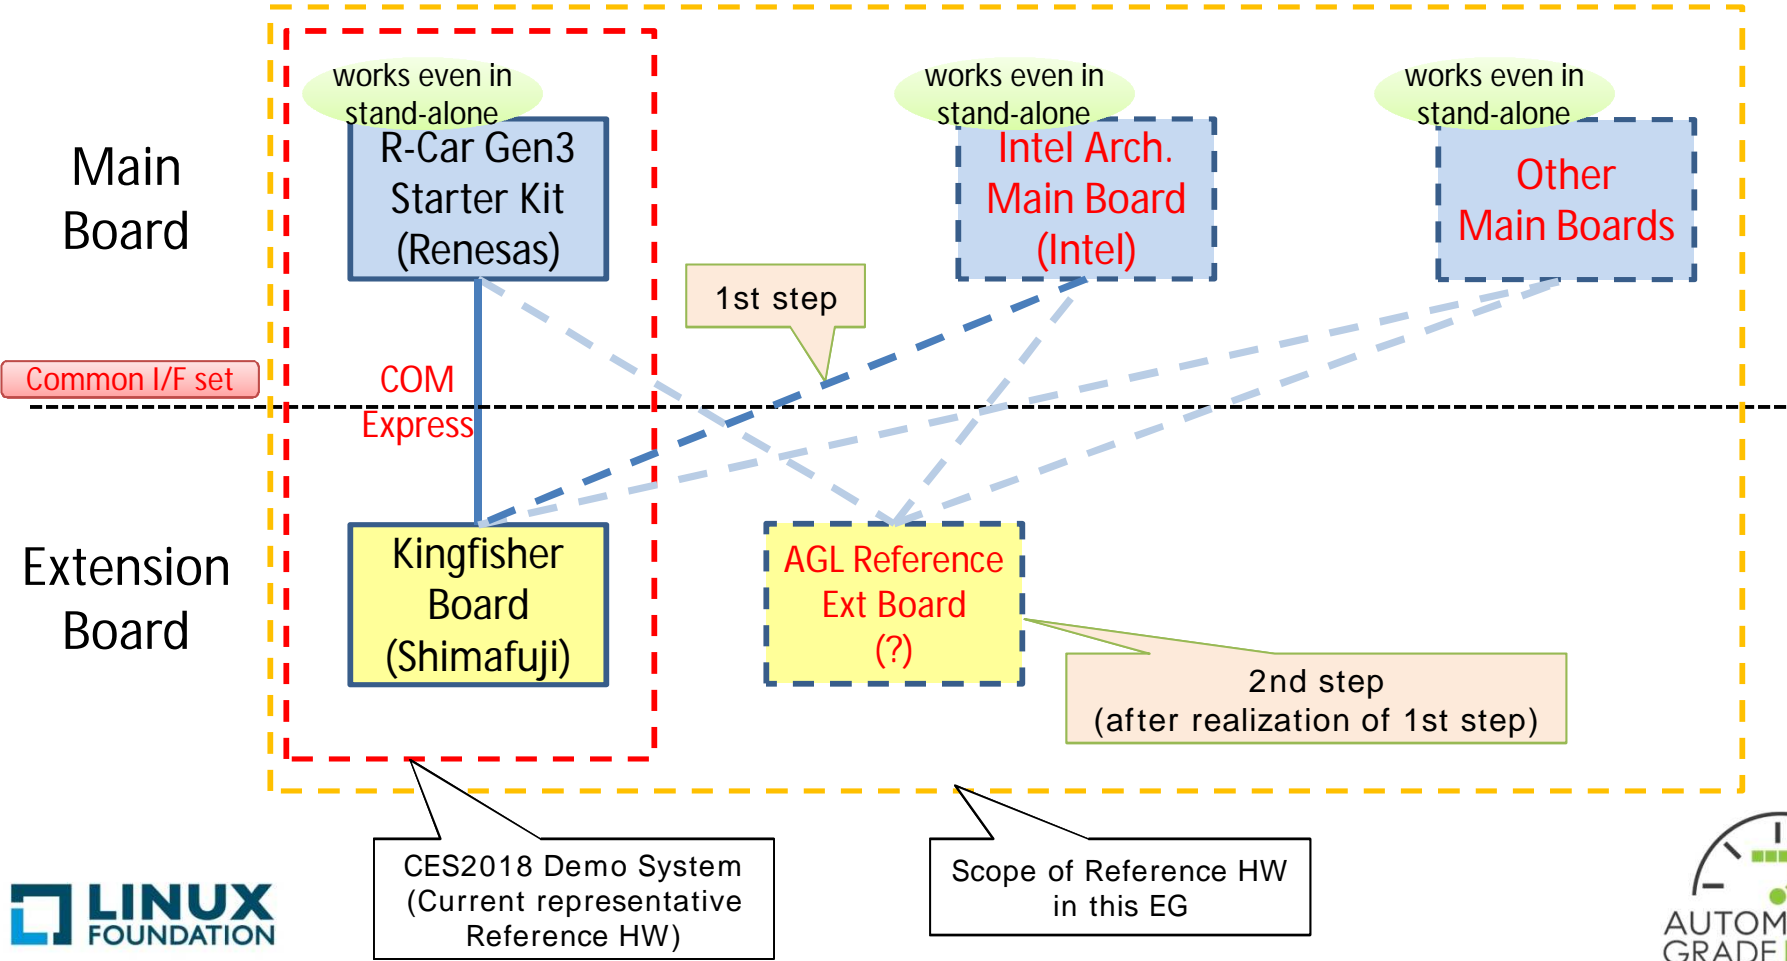 works even in
stand-alone
works even in
stand-alone
works even in
stand-alone
Main
Board
R-Car Gen3
Starter Kit
(Renesas)
Intel Arch.
Main Board
(Intel)
Other
Main Boards
1st step
Common I/F set
COM
Express
Extension
Board
Kingfisher
Board
(Shimafuji)
AGL Reference
Ext Board
(?)
2nd step
(after realization of 1st step)
CES2018 Demo System
(Current representative
Reference HW)
Scope of Reference HW
in this EG
LINUX
FOUNDATION
AUTOM
GRADE